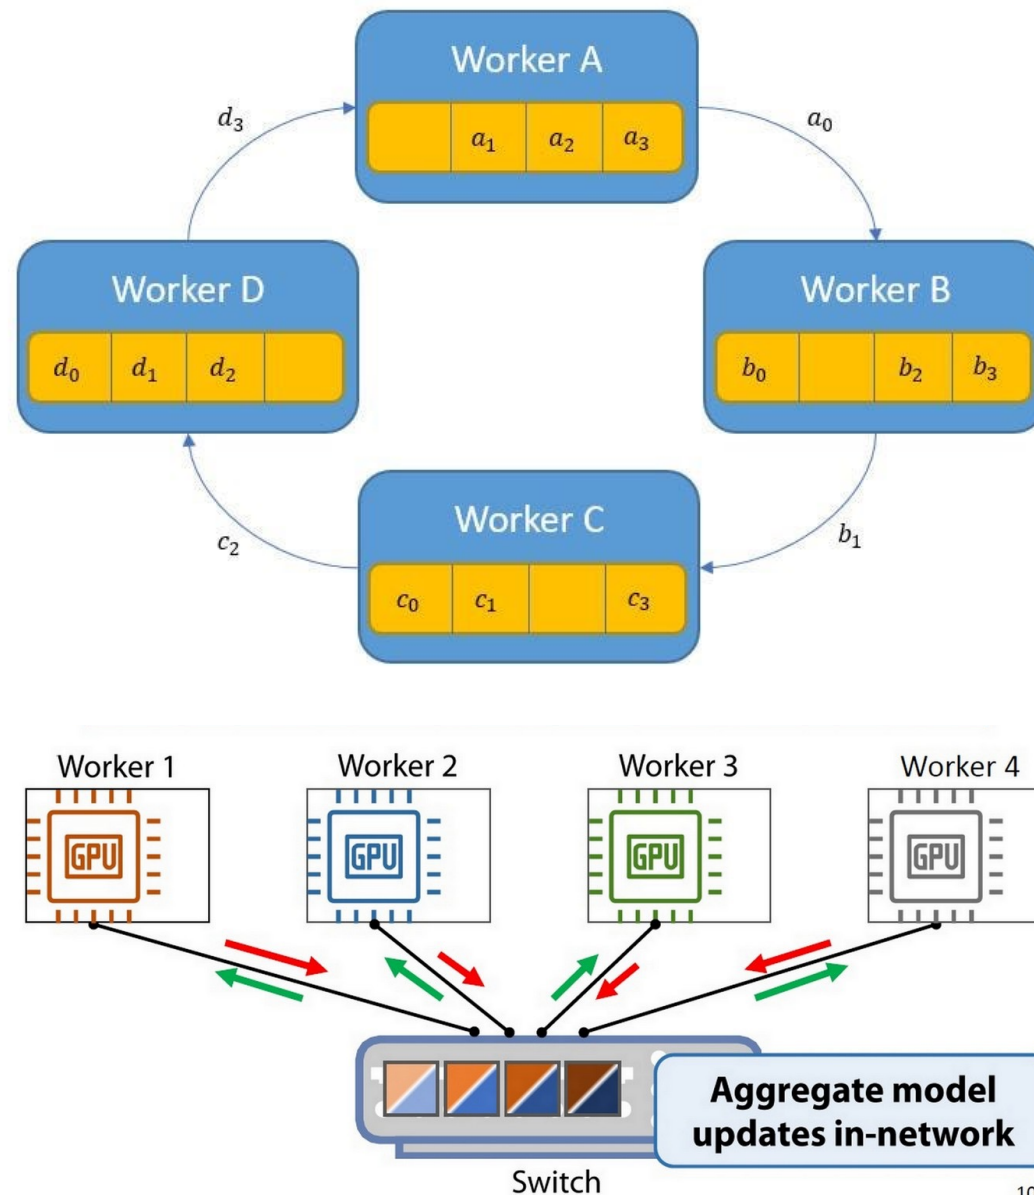 Worker A
a₁ a₂ a₃
d₃
a₀
Worker D
d₀ d₁ d₂
Worker B
b₀ b₂ b₃
Worker C
c₀ c₁ c₃
c₂
b₁
Worker 1 Worker 2 Worker 3 Worker 4
GPU GPU GPU GPU
Aggregate model
updates in-network
Switch
10